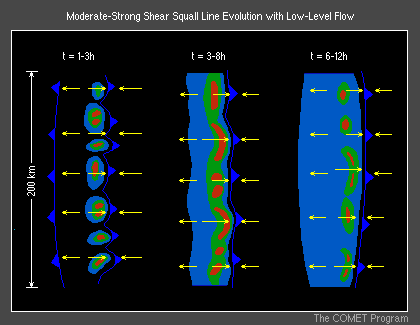 Moderate-Strong Shear Squall Line Evolution with Low-Level Flow
t = 1-3h
t = 3-8h
t = 6-12h
200 km
The COMET Program